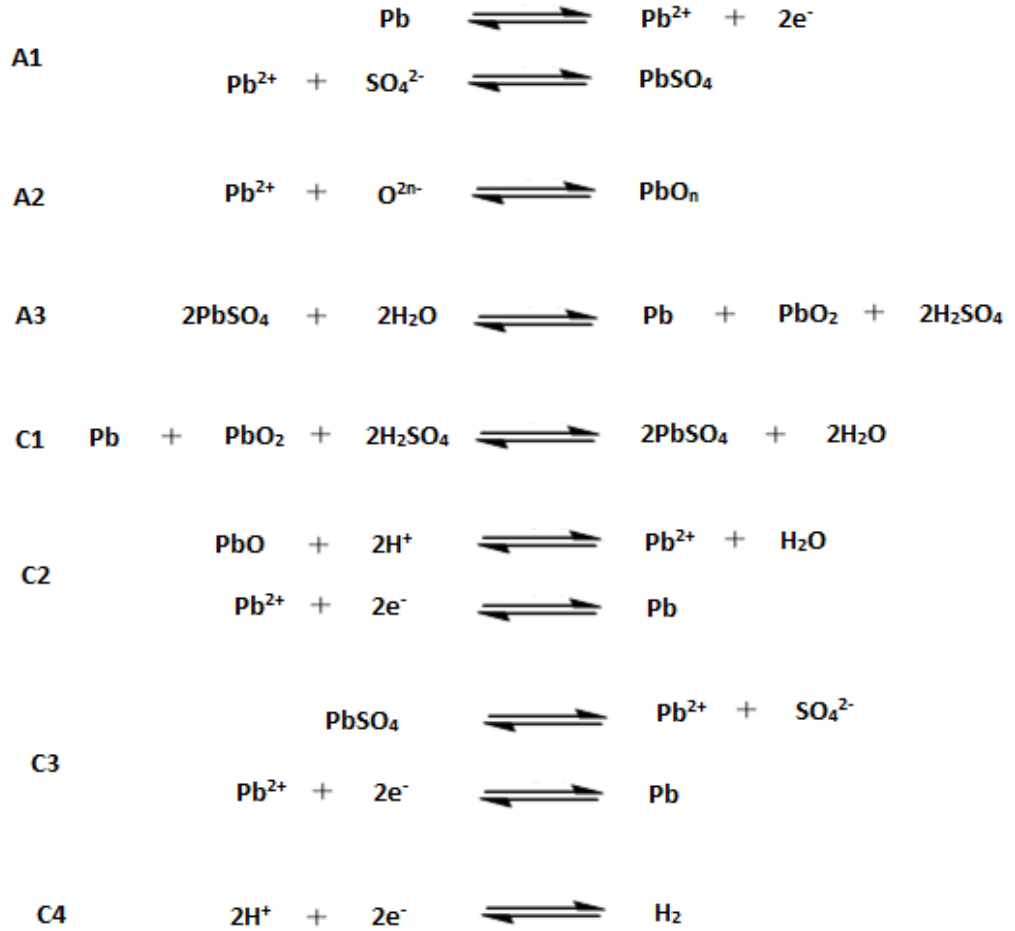 Pb ⇌ Pb²⁺ + 2e⁻
A1
Pb²⁺ + SO₄²⁻ ⇌ PbSO₄
A2 Pb²⁺ + O²ⁿ⁻ ⇌ PbOₙ
A3 2PbSO₄ + 2H₂O ⇌ Pb + PbO₂ + 2H₂SO₄
C1 Pb + PbO₂ + 2H₂SO₄ ⇌ 2PbSO₄ + 2H₂O
PbO + 2H⁺ ⇌ Pb²⁺ + H₂O
C2
Pb²⁺ + 2e⁻ ⇌ Pb
PbSO₄ ⇌ Pb²⁺ + SO₄²⁻
C3
Pb²⁺ + 2e⁻ ⇌ Pb
C4 2H⁺ + 2e⁻ ⇌ H₂